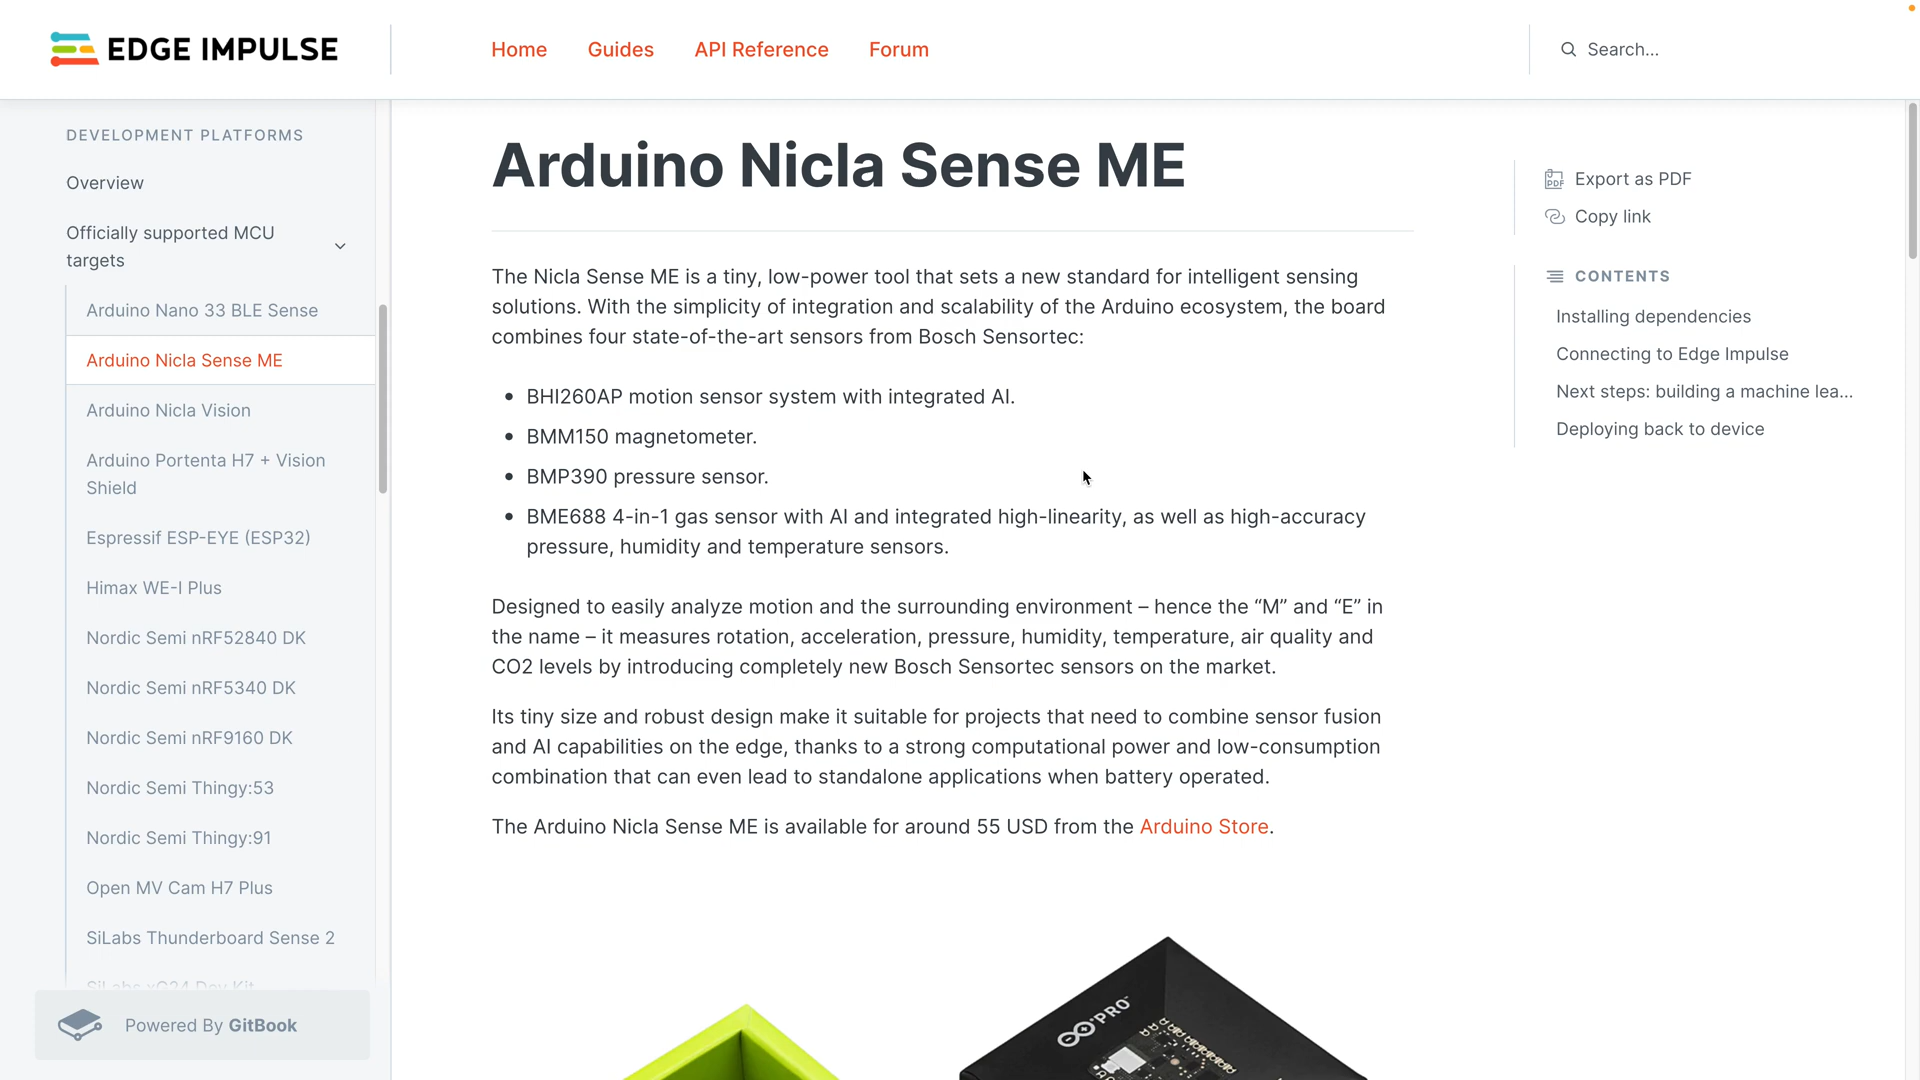 EDGE IMPULSE
Home
Guides
API Reference
Forum
Search...
DEVELOPMENT PLATFORMS
Overview
Officially supported MCU
targets
Arduino Nano 33 BLE Sense
Arduino Nicla Sense ME
Arduino Nicla Vision
Arduino Portenta H7 + Vision
Shield
Espressif ESP-EYE (ESP32)
Himax WE-I Plus
Nordic Semi nRF52840 DK
Nordic Semi nRF5340 DK
Nordic Semi nRF9160 DK
Nordic Semi Thingy:53
Nordic Semi Thingy:91
Open MV Cam H7 Plus
SiLabs Thunderboard Sense 2
SiLabs xG24 Dev Kit
Powered By GitBook
Arduino Nicla Sense ME
The Nicla Sense ME is a tiny, low-power tool that sets a new standard for intelligent sensing
solutions. With the simplicity of integration and scalability of the Arduino ecosystem, the board
combines four state-of-the-art sensors from Bosch Sensortec:
• BHI260AP motion sensor system with integrated AI.
• BMM150 magnetometer.
• BMP390 pressure sensor.
• BME688 4-in-1 gas sensor with AI and integrated high-linearity, as well as high-accuracy
pressure, humidity and temperature sensors.
Designed to easily analyze motion and the surrounding environment – hence the “M” and “E” in
the name – it measures rotation, acceleration, pressure, humidity, temperature, air quality and
CO2 levels by introducing completely new Bosch Sensortec sensors on the market.
Its tiny size and robust design make it suitable for projects that need to combine sensor fusion
and AI capabilities on the edge, thanks to a strong computational power and low-consumption
combination that can even lead to standalone applications when battery operated.
The Arduino Nicla Sense ME is available for around 55 USD from the Arduino Store.
PRO
PDF
Export as PDF
Copy link
CONTENTS
Installing dependencies
Connecting to Edge Impulse
Next steps: building a machine lea...
Deploying back to device